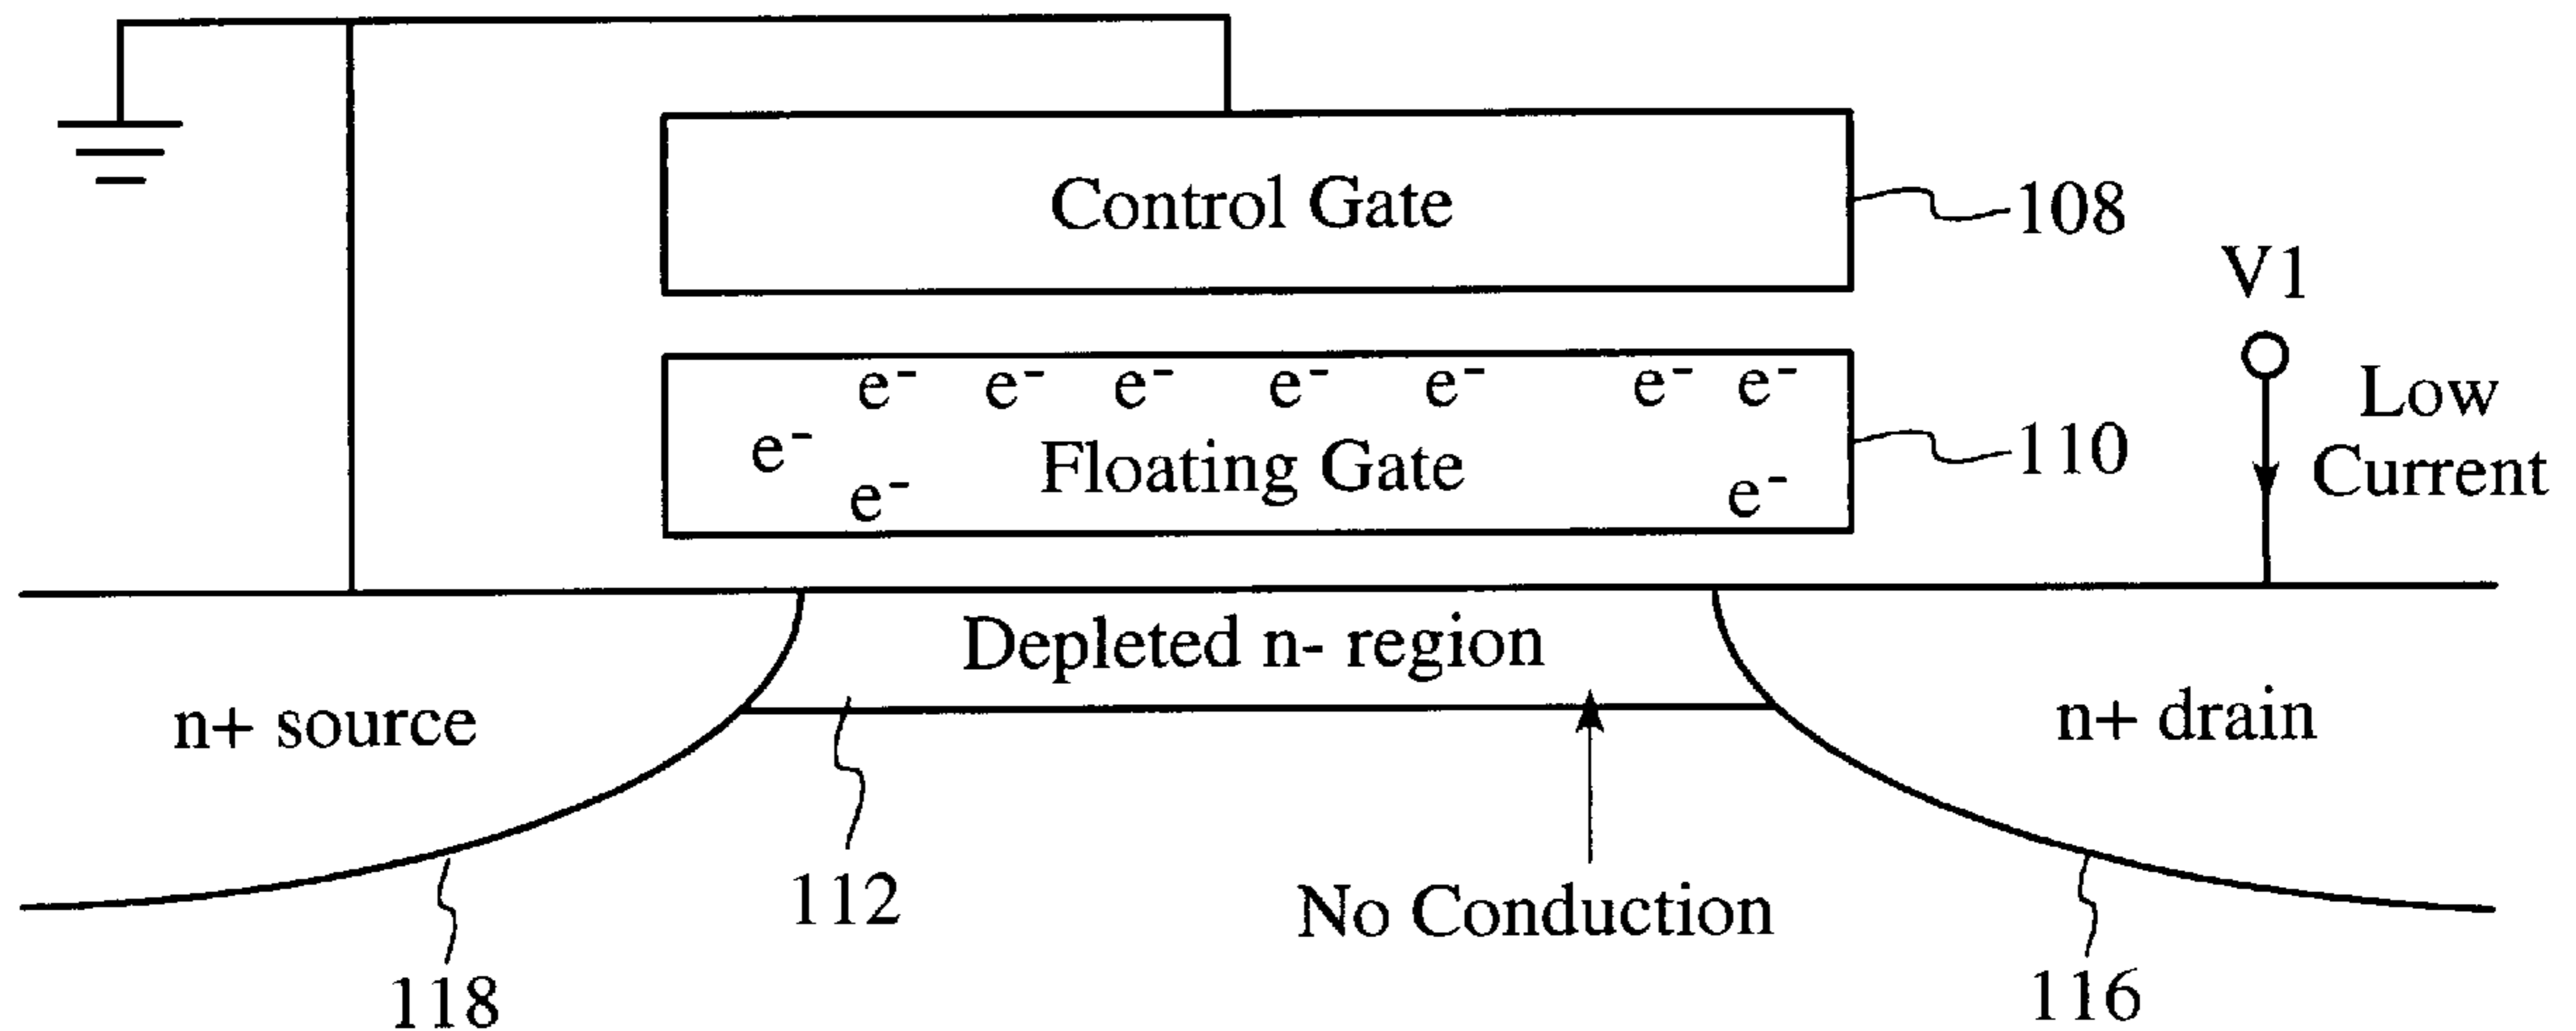 Control Gate
108
V1
e- e- e- e- e- e- e-
Low
Current
e-
Floating Gate
110
e-
e-
Depleted n- region
n+ source
n+ drain
112
No Conduction
118
116